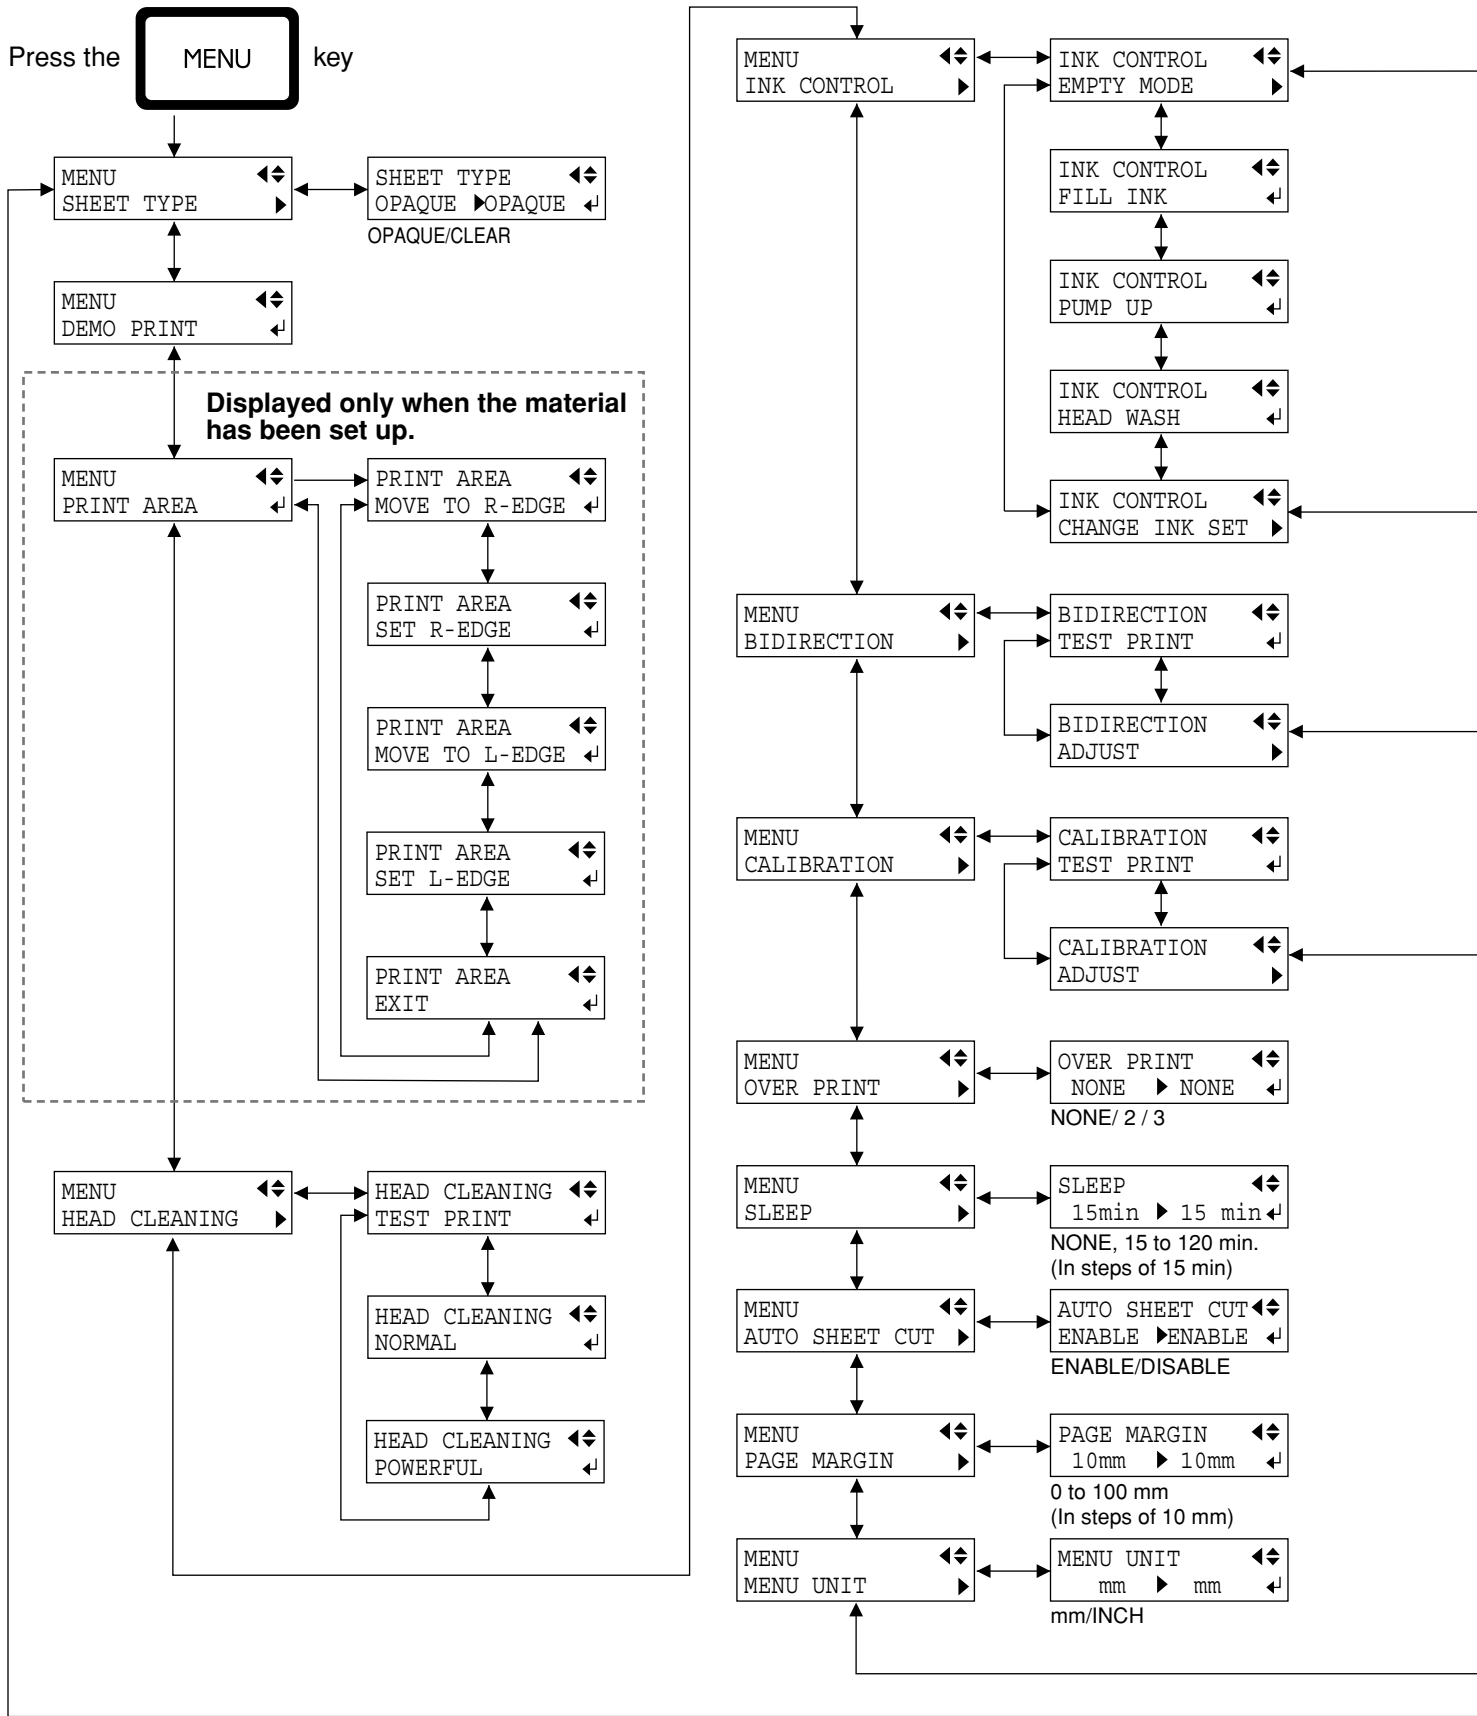 Press the MENU key
MENU
SHEET TYPE
SHEET TYPE
OPAQUE ▶OPAQUE
OPAQUE/CLEAR
MENU
DEMO PRINT
Displayed only when the material
has been set up.
MENU
PRINT AREA
PRINT AREA
MOVE TO R-EDGE
PRINT AREA
SET R-EDGE
PRINT AREA
MOVE TO L-EDGE
PRINT AREA
SET L-EDGE
PRINT AREA
EXIT
MENU
HEAD CLEANING
HEAD CLEANING
TEST PRINT
HEAD CLEANING
NORMAL
HEAD CLEANING
POWERFUL
MENU
INK CONTROL
INK CONTROL
EMPTY MODE
INK CONTROL
FILL INK
INK CONTROL
PUMP UP
INK CONTROL
HEAD WASH
INK CONTROL
CHANGE INK SET
MENU
BIDIRECTION
BIDIRECTION
TEST PRINT
BIDIRECTION
ADJUST
MENU
CALIBRATION
CALIBRATION
TEST PRINT
CALIBRATION
ADJUST
MENU
OVER PRINT
OVER PRINT
NONE ▶ NONE
NONE/ 2 / 3
MENU
SLEEP
SLEEP
15min ▶ 15 min
NONE, 15 to 120 min.
(In steps of 15 min)
MENU
AUTO SHEET CUT
AUTO SHEET CUT
ENABLE ▶ENABLE
ENABLE/DISABLE
MENU
PAGE MARGIN
PAGE MARGIN
10mm ▶ 10mm
0 to 100 mm
(In steps of 10 mm)
MENU
MENU UNIT
MENU UNIT
mm ▶ mm
mm/INCH